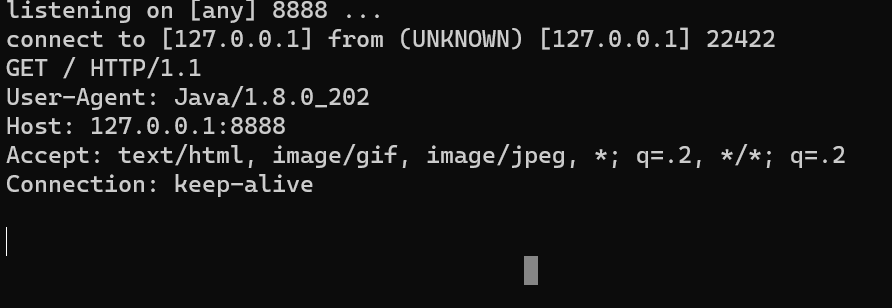 listening on [any] 8888 ...
connect to [127.0.0.1] from (UNKNOWN) [127.0.0.1] 22422
GET / HTTP/1.1
User-Agent: Java/1.8.0_202
Host: 127.0.0.1:8888
Accept: text/html, image/gif, image/jpeg, *; q=.2, */*; q=.2
Connection: keep-alive